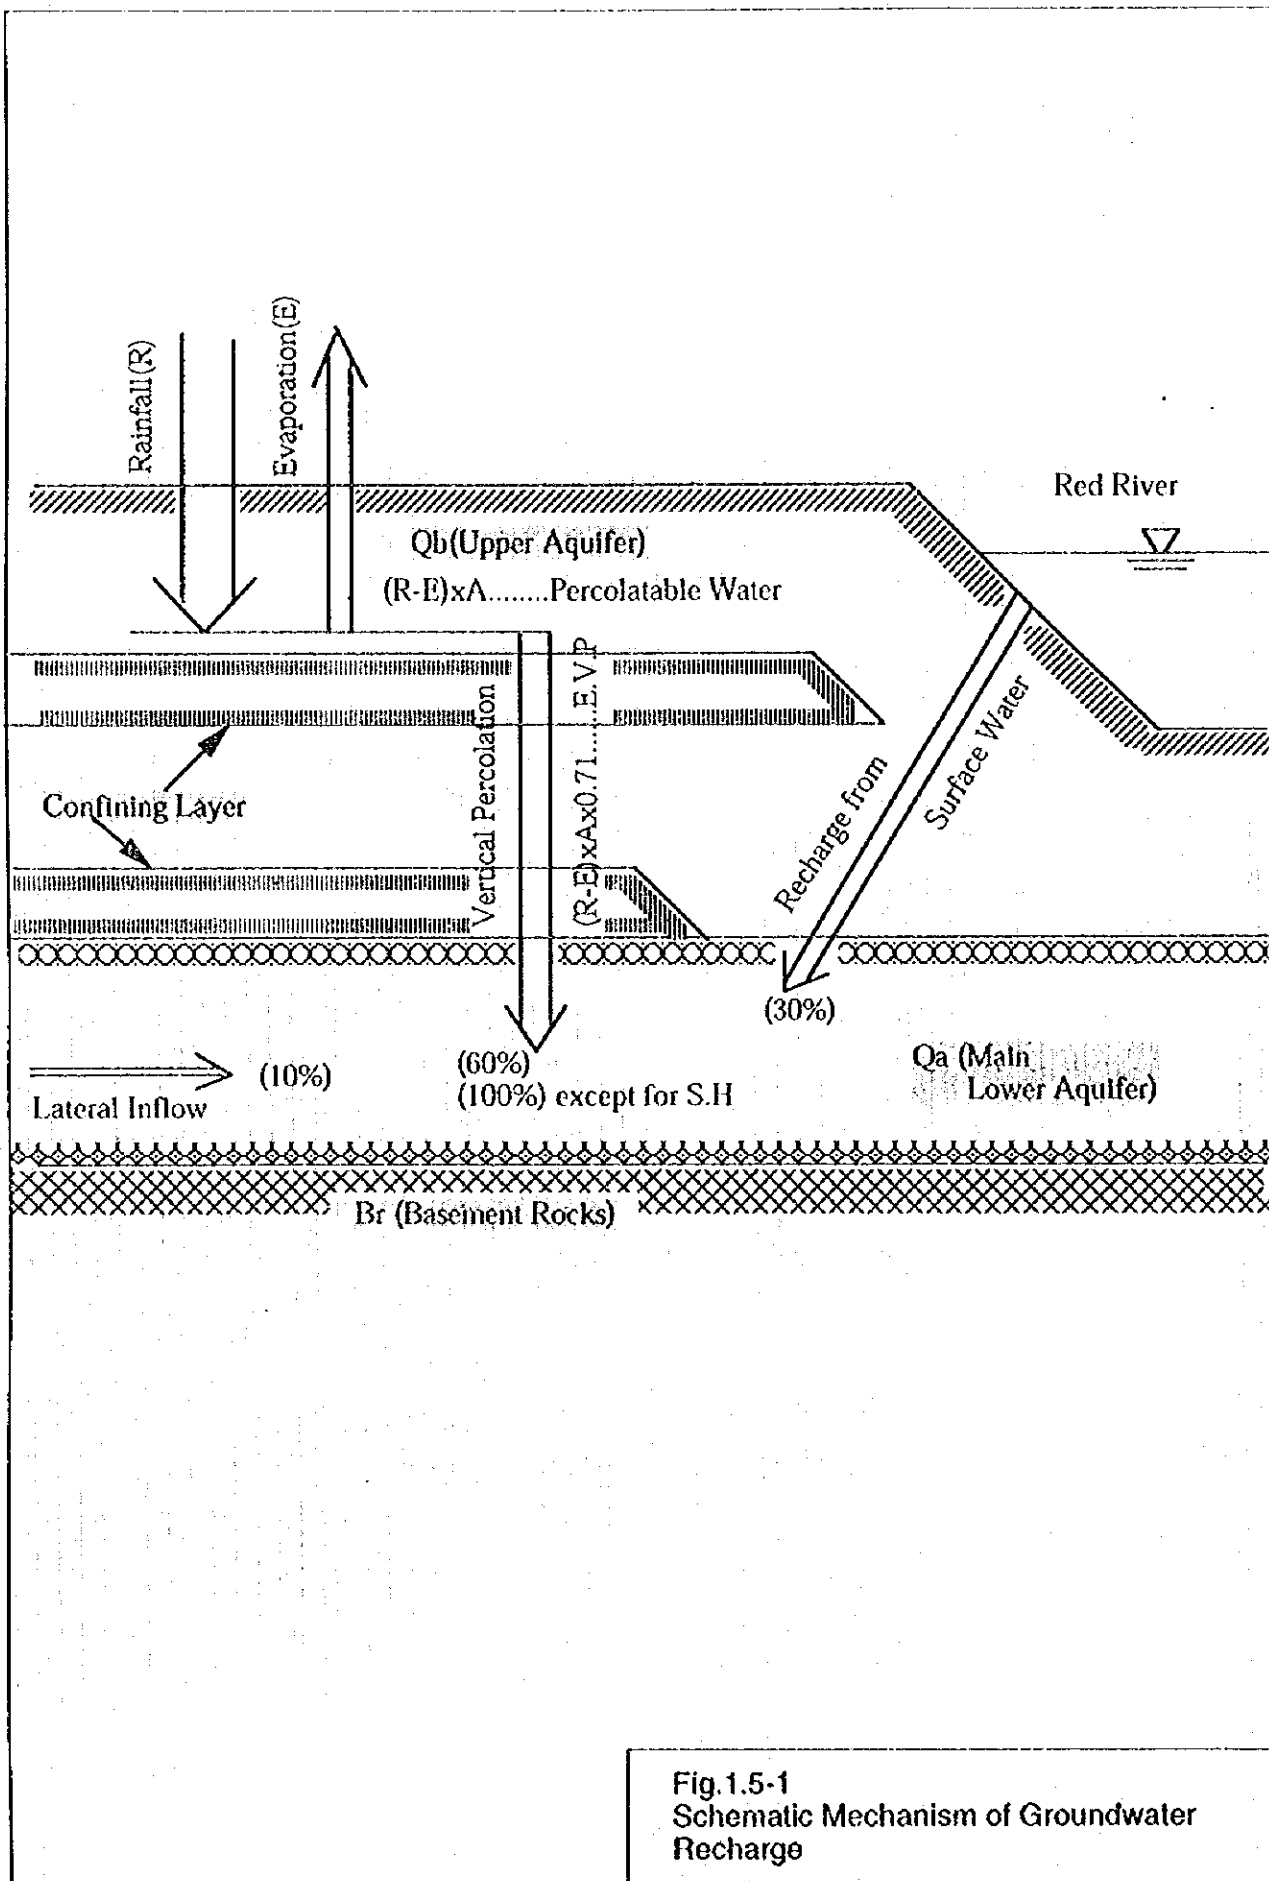 Rainfall(R)
Evaporation(E)
Red River
Qb(Upper Aquifer)
(R-E)xA........Percolatable Water
Vertical Percolation
(R-E)xAx0.71......E.V.P
Recharge from
Surface Water
Confining Layer
(30%)
(10%)
Lateral Inflow
(60%)
(100%) except for S.H
Qa (Main
Lower Aquifer)
Br (Basement Rocks)
Fig.1.5-1
Schematic Mechanism of Groundwater
Recharge